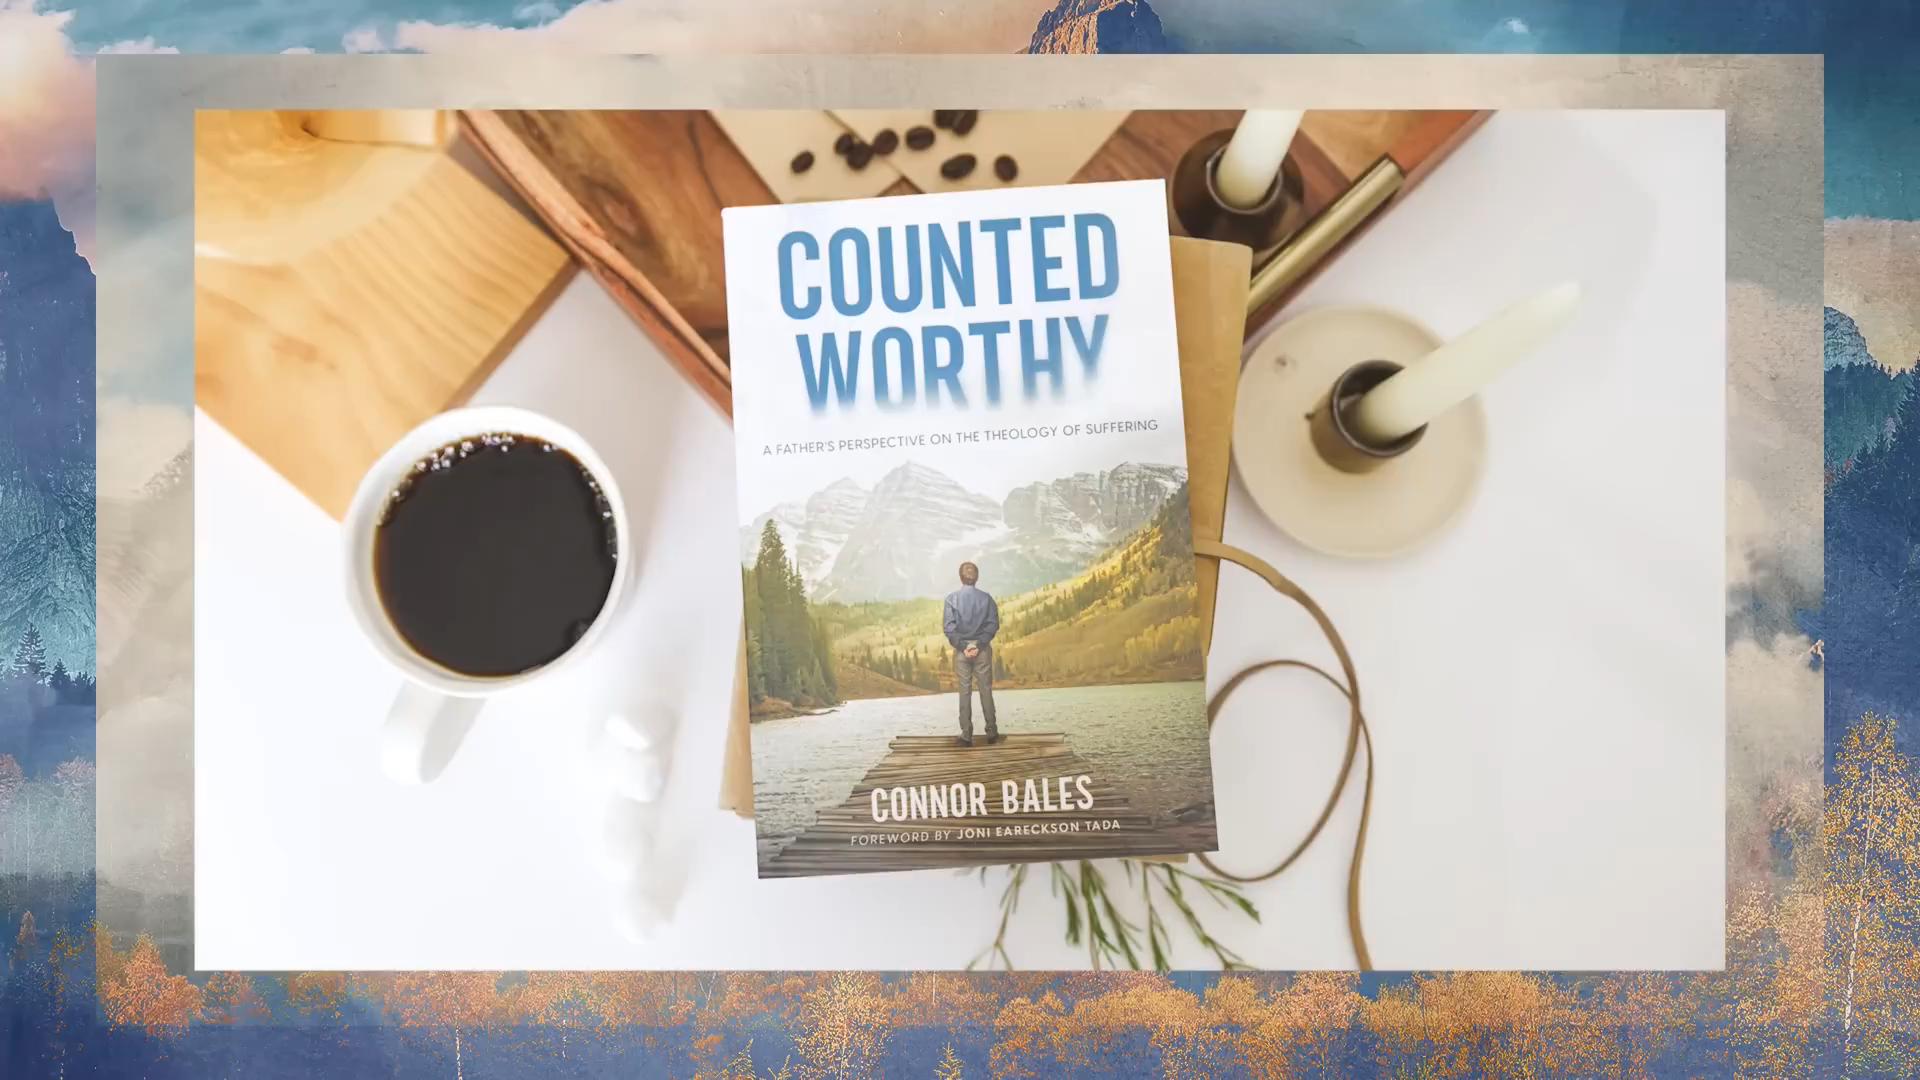 COUNTED
WORTHY
A FATHER'S PERSPECTIVE ON THE THEOLOGY OF SUFFERING
CONNOR BALES
FOREWORD BY JONI EARECKSON TADA